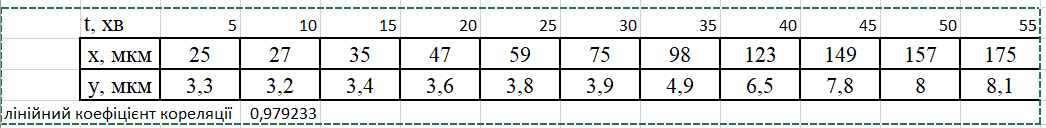 t, хв 5 10 15 20 25 30 35 40 45 50 55
х, мкм 25 27 35 47 59 75 98 123 149 157 175
у, мкм 3,3 3,2 3,4 3,6 3,8 3,9 4,9 6,5 7,8 8 8,1
лінійний коефіцієнт кореляції 0,979233